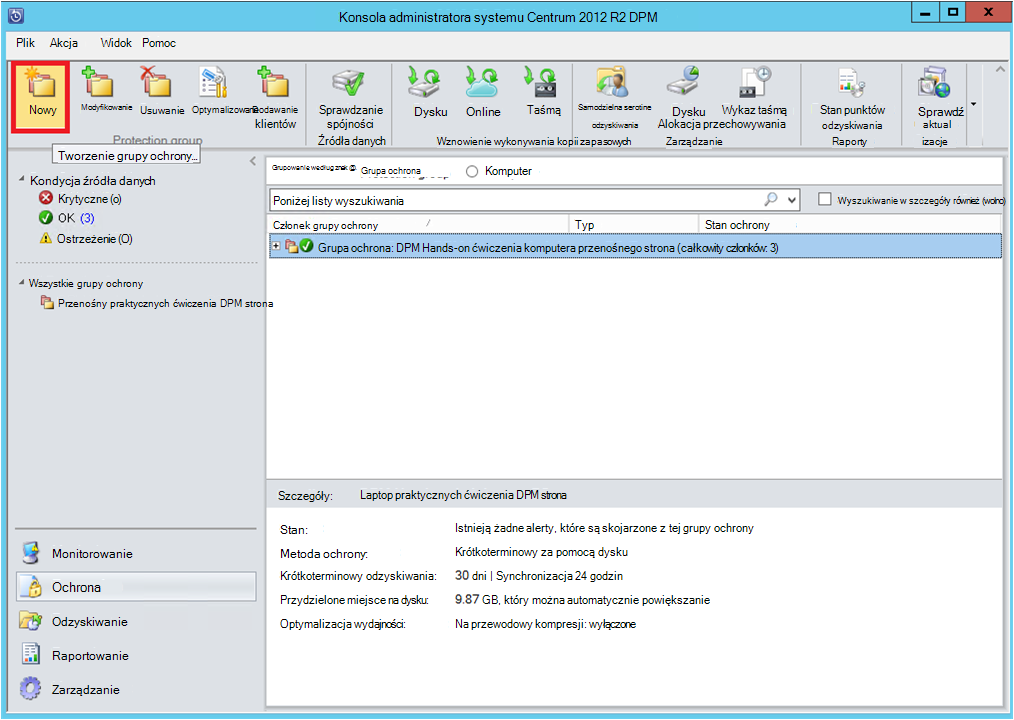 Konsola administratora systemu Centrum 2012 R2 DPM
Plik Akcja Widok Pomoc
Nowy
Modyfikowanie
Usuwanie
Optymalizowanie
Dodawanie
klientów
Protection group
Sprawdzanie
spójności
Źródła danych
Dysku
Online
Taśmą
Wznowienie wykonywania kopii zapasowych
Samodzielna serotine
odzyskiwania
Dysku
Alokacja przechowywania
Wykaz taśmą
Zarządzanie
Stan punktów
odzyskiwania
Raporty
Sprawdź
aktual
izacje
Tworzenie grupy ochrony...
Kondycja źródła danych
Krytyczne (o)
OK (3)
Ostrzeżenie (O)
Wszystkie grupy ochrony
Przenośny praktycznych ćwiczenia DPM strona
Monitorowanie
Ochrona
Odzyskiwanie
Raportowanie
Zarządzanie
Grupowanie według znak @ Grupa ochrona
Komputer
Poniżej listy wyszukiwania
Wyszukiwanie w szczegóły również (wolno)
Członek grupy ochrony / Typ Stan ochrony
Grupa ochrona: DPM Hands-on ćwiczenia komputera przenośnego strona (całkowity członków: 3)
Szczegóły: Laptop praktycznych ćwiczenia DPM strona
Stan: Istnieją żadne alerty, które są skojarzone z tej grupy ochrony
Metoda ochrony: Krótkoterminowy za pomocą dysku
Krótkoterminowy odzyskiwania: 30 dni | Synchronizacja 24 godzin
Przydzielone miejsce na dysku: 9.87 GB, który można automatycznie powiększanie
Optymalizacja wydajności: Na przewodowy kompresji: wyłączone